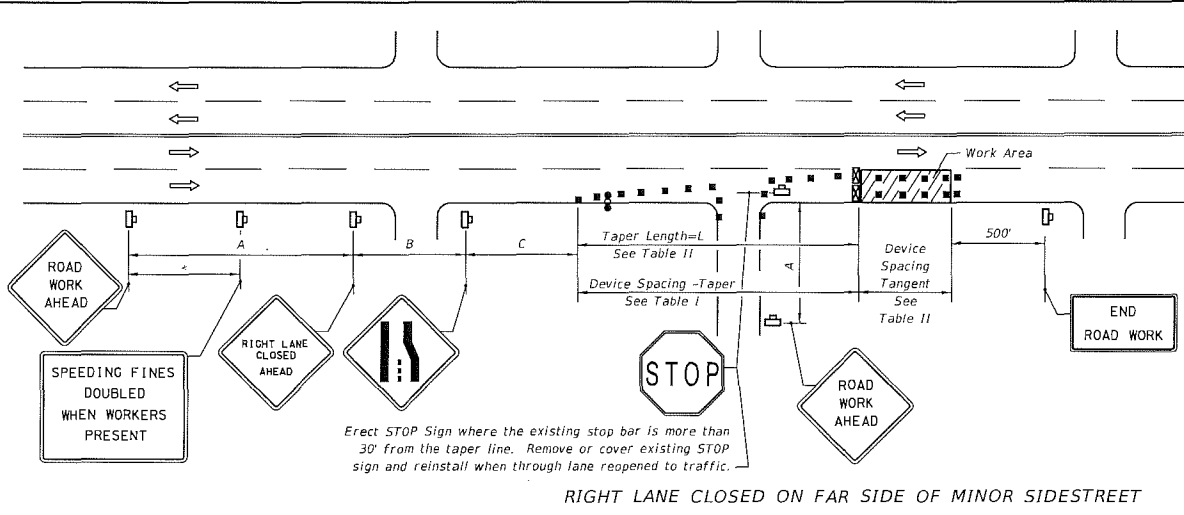 Work Area
A
B
C
*
Taper Length=L
See Table II
Device Spacing -Taper
See Table I
A
Device
Spacing
Tangent
See
Table II
500'
ROAD
WORK
AHEAD
SPEEDING FINES
DOUBLED
WHEN WORKERS
PRESENT
RIGHT LANE
CLOSED
AHEAD
STOP
ROAD
WORK
AHEAD
END
ROAD WORK
Erect STOP Sign where the existing stop bar is more than
30' from the taper line. Remove or cover existing STOP
sign and reinstall when through lane reopened to traffic.
RIGHT LANE CLOSED ON FAR SIDE OF MINOR SIDESTREET